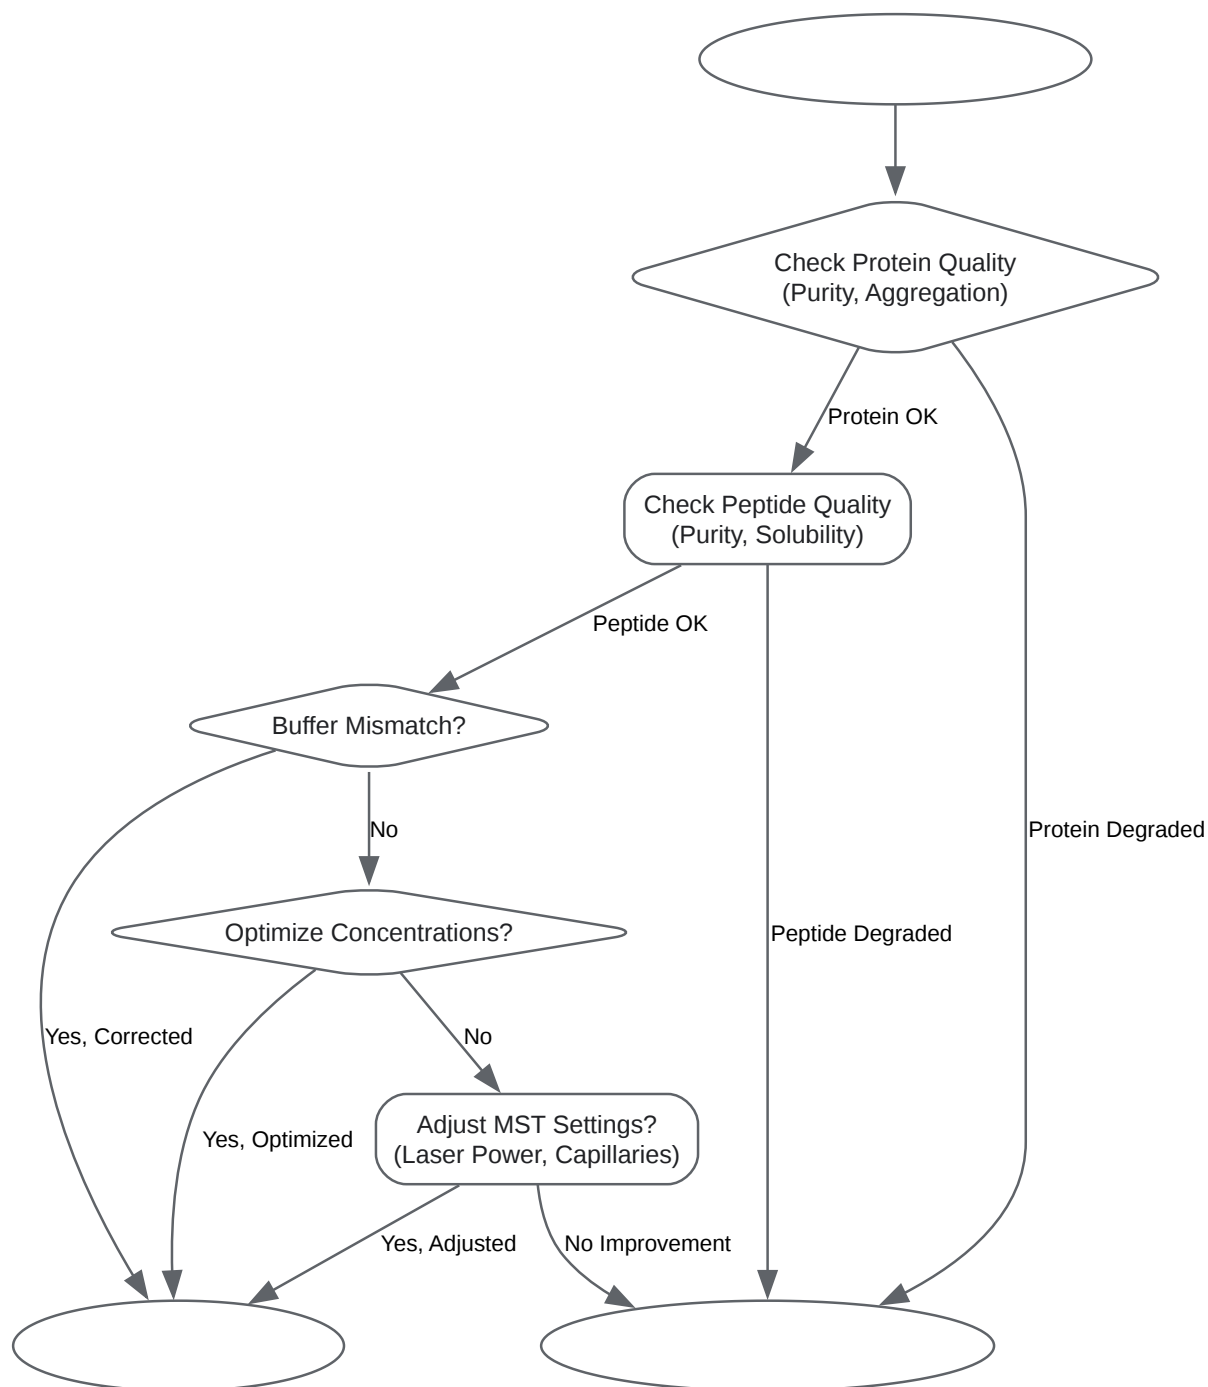 Check Protein Quality
(Purity, Aggregation)
Protein OK
Check Peptide Quality
(Purity, Solubility)
Peptide OK
Buffer Mismatch?
No
Protein Degraded
Optimize Concentrations?
Peptide Degraded
Yes, Corrected
No
Adjust MST Settings?
(Laser Power, Capillaries)
Yes, Optimized
Yes, Adjusted
No Improvement